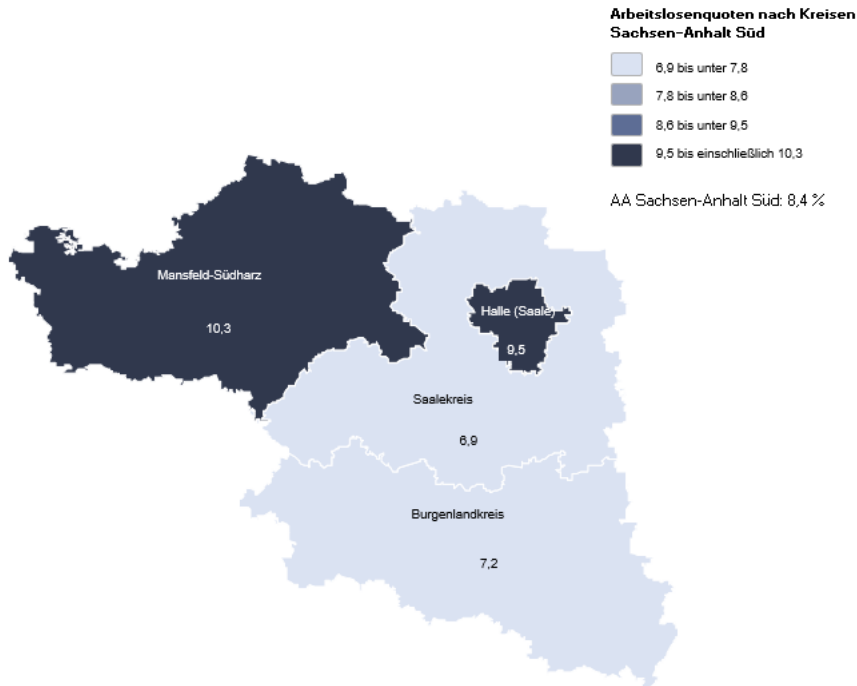 Arbeitslosenquoten nach Kreisen
Sachsen-Anhalt Süd
6,9 bis unter 7,8
7,8 bis unter 8,6
8,6 bis unter 9,5
9,5 bis einschließlich 10,3
AA Sachsen-Anhalt Süd: 8,4 %
Mansfeld-Südharz
10,3
Halle (Saale)
9,5
Saalekreis
6,9
Burgenlandkreis
7,2